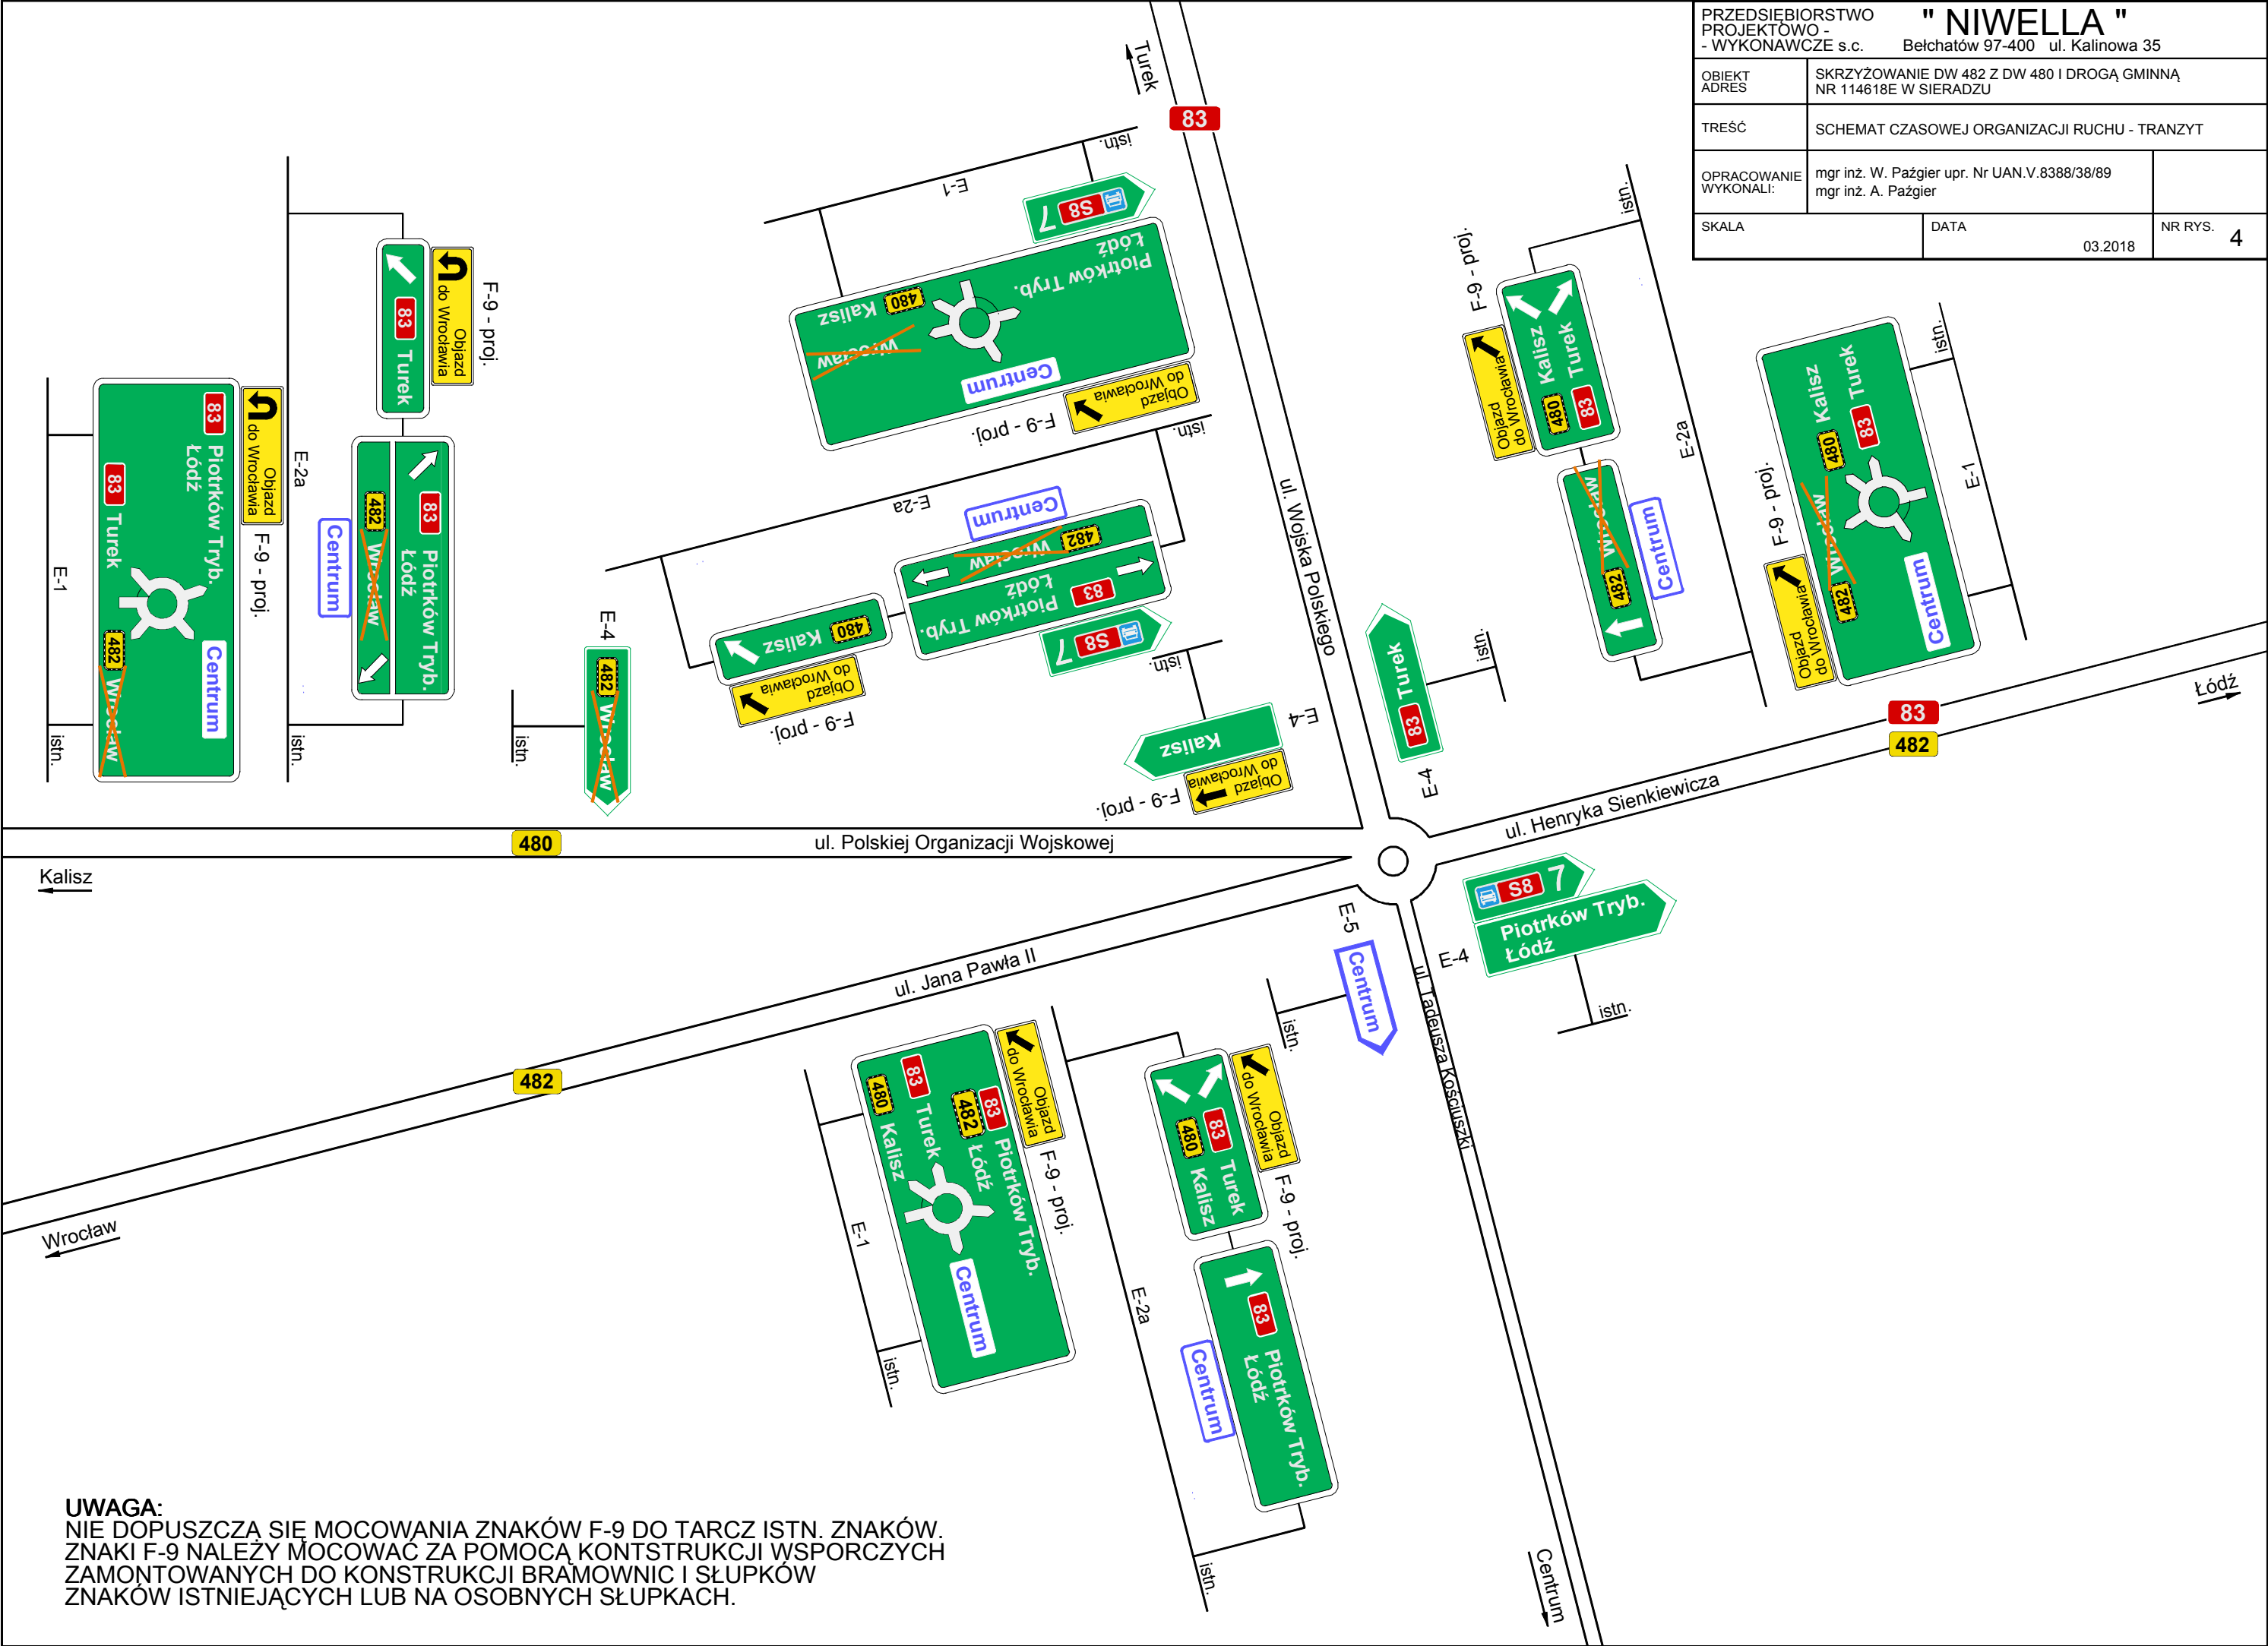 PRZEDSIĘBIORSTWO
PROJEKTOWO -
- WYKONAWCZE s.c.
" NIWELLA "
Bełchatów 97-400 ul. Kalinowa 35
OBIEKT
ADRES
SKRZYŻOWANIE DW 482 Z DW 480 I DROGĄ GMINNĄ
NR 114618E W SIERADZU
TREŚĆ
SCHEMAT CZASOWEJ ORGANIZACJI RUCHU - TRANZYT
OPRACOWANIE
WYKONALI:
mgr inż. W. Paźgier upr. Nr UAN.V.8388/38/89
mgr inż. A. Paźgier
SKALA
DATA
03.2018
NR RYS.
4
Turek
83
istn.
E-1
S8 7
Piotrków Tryb.
Łódź
480 Kalisz
Wrocław
Centrum
Objazd
do Wrocławia
F-9 - proj.
istn.
E-2a
Centrum
482 Wrocław
83 Piotrków Tryb.
Łódź
S8 7
480 Kalisz
Objazd
do Wrocławia
F-9 - proj.
istn.
E-4
Kalisz
Objazd
do Wrocławia
F-9 - proj.
ul. Wojska Polskiego
F-9 - proj.
Objazd
do Wrocławia
83 Turek
E-2a
83 Piotrków Tryb.
Łódź
482 Wrocław
Centrum
istn.
F-9 - proj.
Objazd
do Wrocławia
83 Piotrków Tryb.
Łódź
83 Turek
Centrum
482 Wrocław
E-1
istn.
E-4
482 Wrocław
istn.
istn.
F-9 - proj.
Objazd
do Wrocławia
480 Kalisz
83 Turek
482 Wrocław
Centrum
E-2a
istn.
F-9 - proj.
Objazd
do Wrocławia
482 Wrocław
480 Kalisz
83 Turek
Centrum
E-1
istn.
83 Turek
E-4
83
482
Łódź
ul. Henryka Sienkiewicza
480
ul. Polskiej Organizacji Wojskowej
Kalisz
S8 7
Piotrków Tryb.
Łódź
E-4
istn.
E-5
Centrum
istn.
ul. Tadeusza Kościuszki
ul. Jana Pawła II
482
Wrocław
Objazd
do Wrocławia
F-9 - proj.
83 Piotrków Tryb.
482 Łódź
83 Turek
480 Kalisz
Centrum
E-1
istn.
Objazd
do Wrocławia
F-9 - proj.
83 Turek
480 Kalisz
83 Piotrków Tryb.
Łódź
Centrum
E-2a
istn.
Centrum
UWAGA:
NIE DOPUSZCZA SIĘ MOCOWANIA ZNAKÓW F-9 DO TARCZ ISTN. ZNAKÓW.
ZNAKI F-9 NALEŻY MOCOWAĆ ZA POMOCĄ KONTSTRUKCJI WSPORCZYCH
ZAMONTOWANYCH DO KONSTRUKCJI BRAMOWNIC I SŁUPKÓW
ZNAKÓW ISTNIEJĄCYCH LUB NA OSOBNYCH SŁUPKACH.